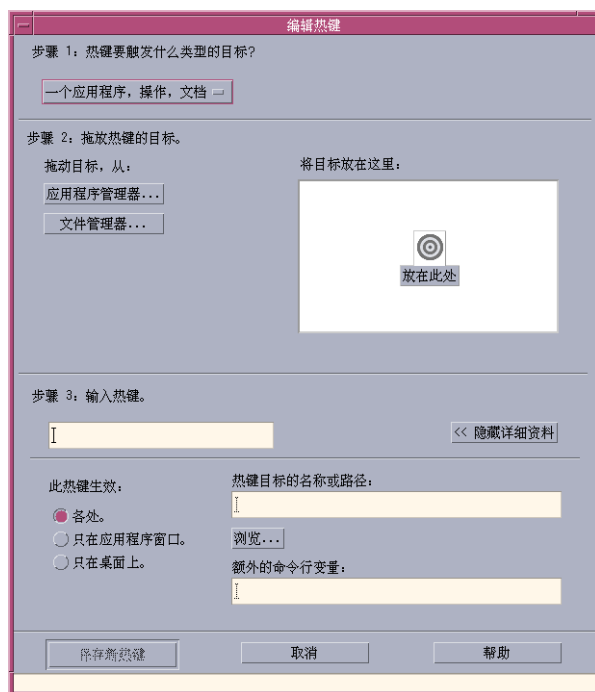 编辑热键
步骤 1: 热键要触发什么类型的目标?
一个应用程序, 操作, 文档
步骤 2: 拖放热键的目标。
拖动目标, 从:
将目标放在这里:
应用程序管理器...
文件管理器...
放在此处
步骤 3: 输入热键。
<< 隐藏详细资料
此热键生效:
热键目标的名称或路径:
各处。
只在应用程序窗口。
浏览...
只在桌面上。
额外的命令行变量:
保存新热键
取消
帮助